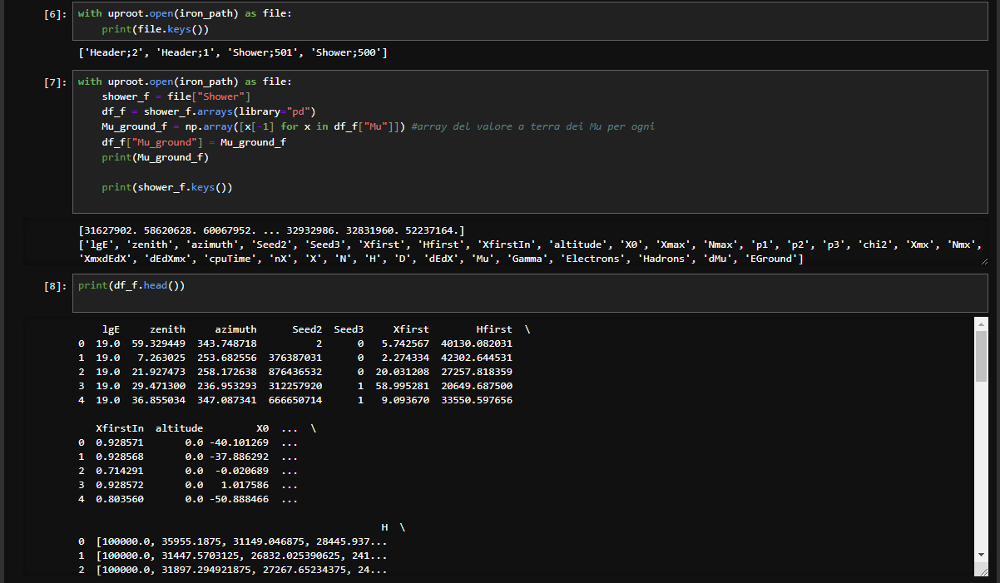 [6]: with uproot.open(iron_path) as file:
    print(file.keys())
['Header;2', 'Header;1', 'Shower;501', 'Shower;500']
[7]: with uproot.open(iron_path) as file:
    shower_f = file["Shower"]
    df_f = shower_f.arrays(library="pd")
    Mu_ground_f = np.array([x[-1] for x in df_f["Mu"]]) #array del valore a terra dei Mu per ogni
    df_f["Mu_ground"] = Mu_ground_f
    print(Mu_ground_f)
    print(shower_f.keys())
[31627902. 58620628. 60067952. ... 32932986. 32831960. 52237164.]
['lgE', 'zenith', 'azimuth', 'Seed2', 'Seed3', 'Xfirst', 'Hfirst', 'XfirstIn', 'altitude', 'X0', 'Xmax', 'Nmax', 'p1', 'p2', 'p3', 'chi2', 'Xmx', 'Nmx',
'XmxdEdX', 'dEdXmx', 'cpuTime', 'nX', 'X', 'N', 'H', 'D', 'dEdX', 'Mu', 'Gamma', 'Electrons', 'Hadrons', 'dMu', 'EGround']
[8]: print(df_f.head())
    lgE     zenith     azimuth      Seed2  Seed3     Xfirst        Hfirst  \
0  19.0  59.329449  343.748718          2      0   5.742567  40130.082031
1  19.0   7.263025  253.682556  376387031      0   2.274334  42302.644531
2  19.0  21.927473  258.172638  876436532      0  20.031208  27257.818359
3  19.0  29.471300  236.953293  312257920      1  58.995281  20649.687500
4  19.0  36.855034  347.087341  666650714      1   9.093670  33550.597656
   XfirstIn  altitude         X0  ...  \
0  0.928571       0.0 -40.101269  ...
1  0.928568       0.0 -37.886292  ...
2  0.714291       0.0  -0.020689  ...
3  0.928572       0.0   1.017586  ...
4  0.803560       0.0 -50.888466  ...
H  \
0  [100000.0, 35955.1875, 31149.046875, 28445.937...
1  [100000.0, 31447.5703125, 26832.025390625, 241...
2  [100000.0, 31897.294921875, 27267.65234375, 24...